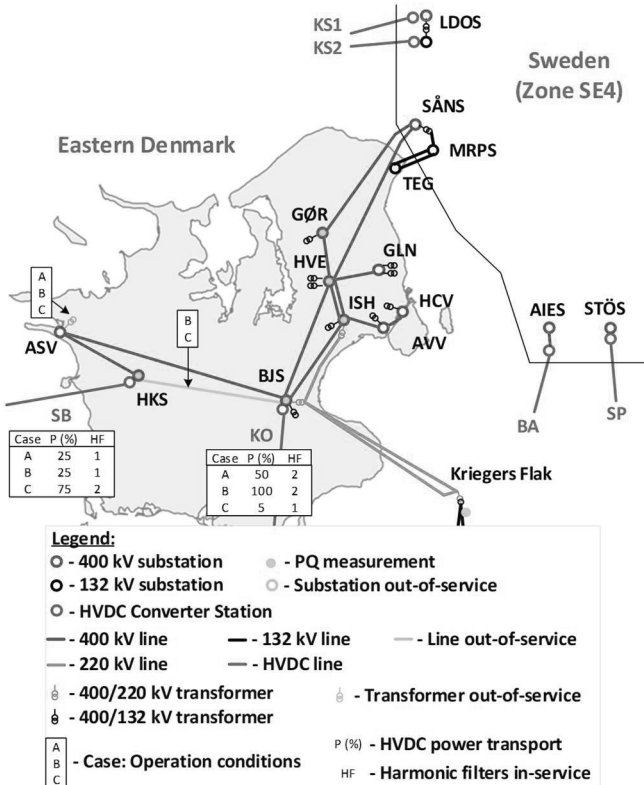 KS1
LDOS
KS2
Sweden
(Zone SE4)
SÅNS
Eastern Denmark
MRPS
TEG
GØR
HVE
GLN
A
B
C
ISH
HCV
B
C
AIES
STÖS
ASV
AVV
BJS
HKS
SB
KO
BA
SP
Case P (%) HF
A 25 1
B 25 1
C 75 2
Case P (%) HF
A 50 2
B 100 2
C 5 1
Kriegers Flak
Legend:
- 400 kV substation
- PQ measurement
- 132 kV substation
- Substation out-of-service
- HVDC Converter Station
- 400 kV line
- 132 kV line
- Line out-of-service
- 220 kV line
- HVDC line
- 400/220 kV transformer
- Transformer out-of-service
- 400/132 kV transformer
A
B
C
- Case: Operation conditions
P (%) - HVDC power transport
HF - Harmonic filters in-service